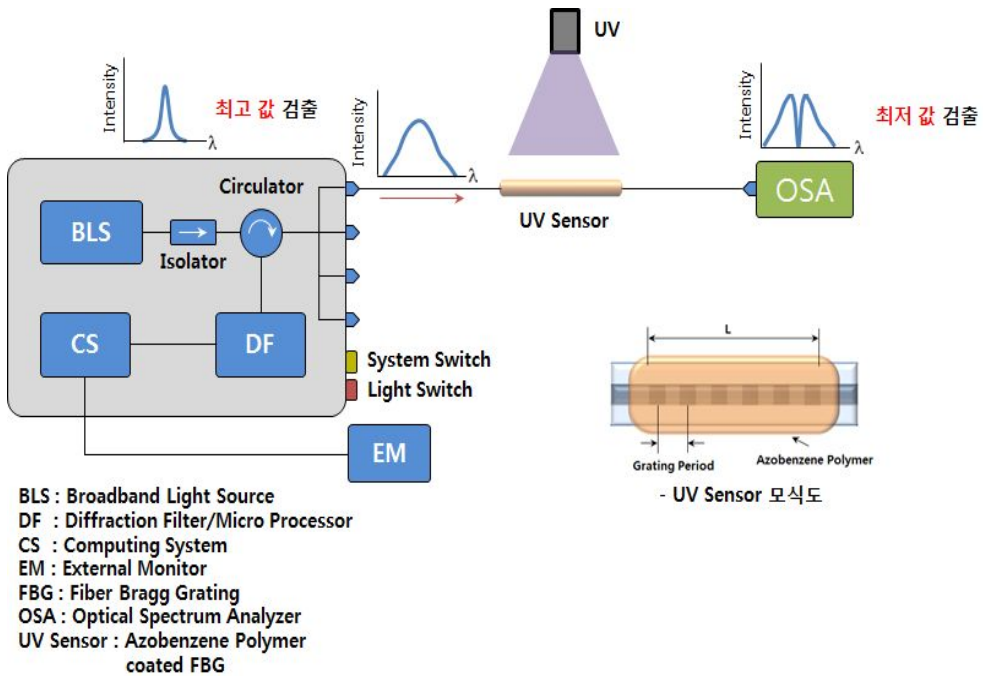 UV
Intensity
λ
최고 값 검출
Intensity
λ
Intensity
λ
최저 값 검출
Circulator
BLS
Isolator
UV Sensor
OSA
CS
DF
System Switch
Light Switch
EM
L
Grating Period
Azobenzene Polymer
- UV Sensor 모식도
BLS : Broadband Light Source
DF : Diffraction Filter/Micro Processor
CS : Computing System
EM : External Monitor
FBG : Fiber Bragg Grating
OSA : Optical Spectrum Analyzer
UV Sensor : Azobenzene Polymer
coated FBG